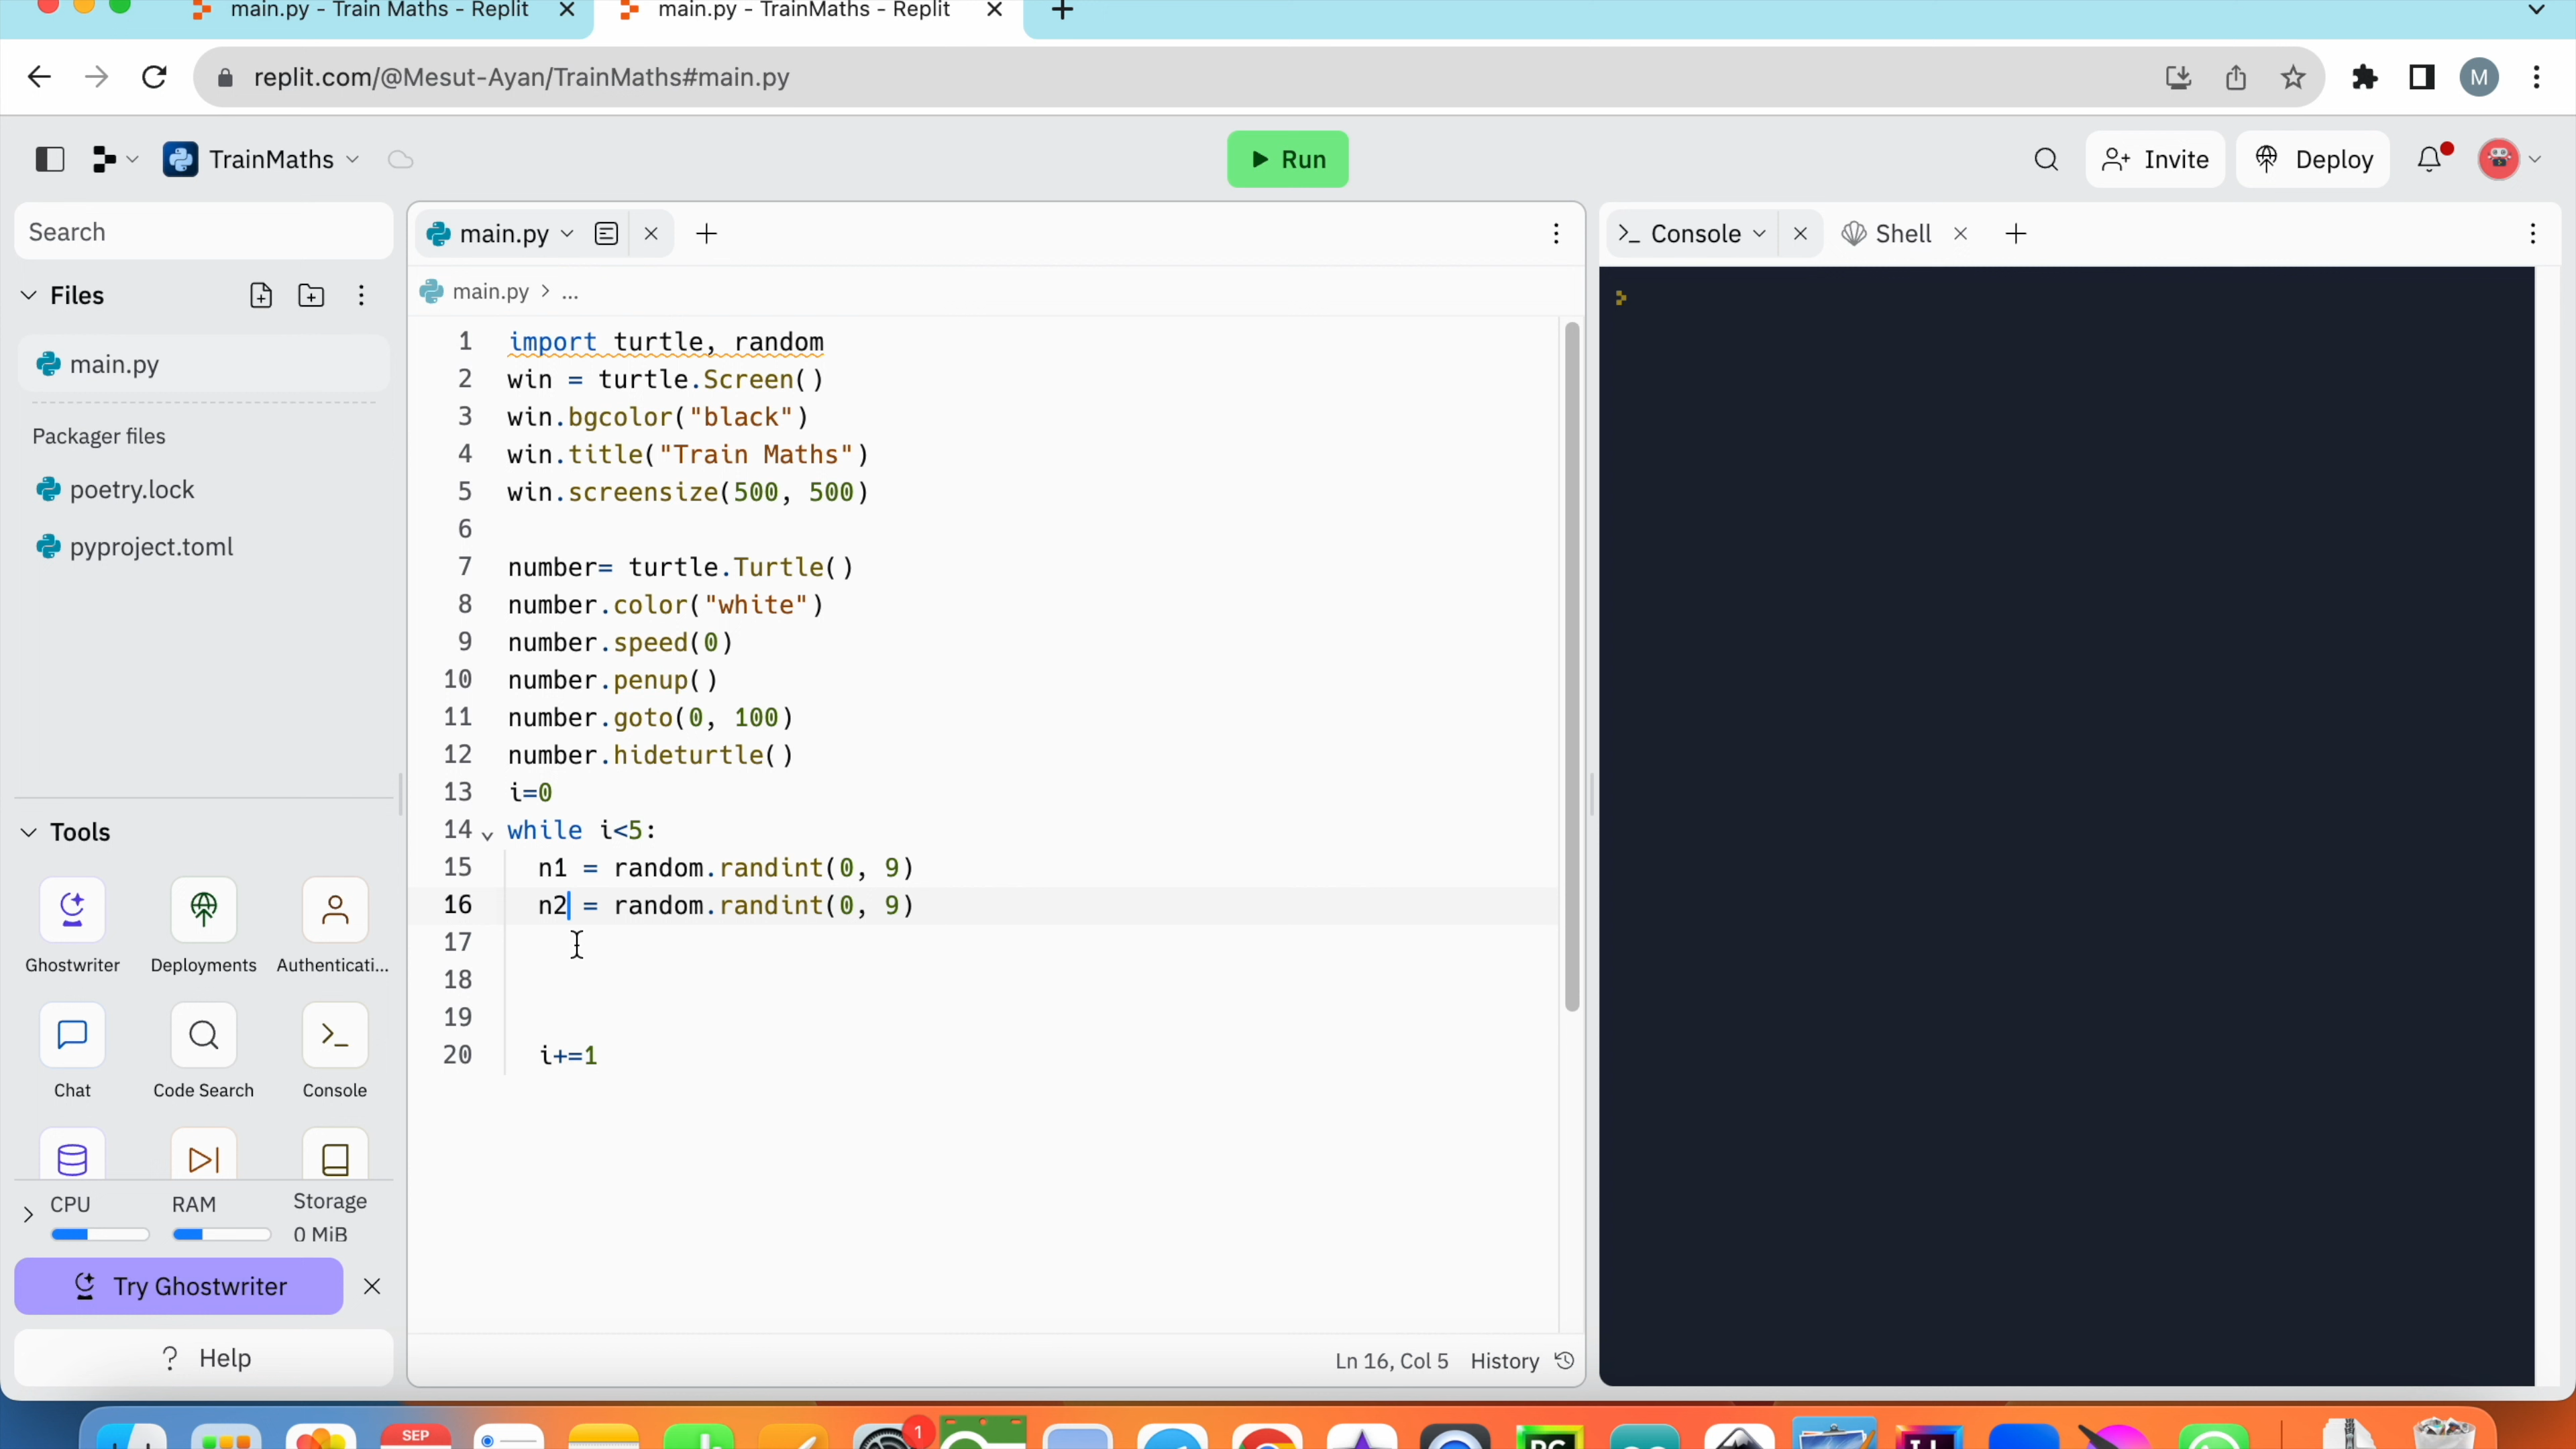 main.py - Train Maths - Replit
main.py - TrainMaths - Replit
replit.com/@Mesut-Ayan/TrainMaths#main.py
M
TrainMaths
Run
Invite
Deploy
Search
Files
main.py
Packager files
poetry.lock
pyproject.toml
Tools
Ghostwriter
Deployments
Authenticati...
Chat
Code Search
Console
CPU
RAM
Storage
0 MiB
Try Ghostwriter
? Help
main.py
main.py > ...
1 import turtle, random
2 win = turtle.Screen()
3 win.bgcolor("black")
4 win.title("Train Maths")
5 win.screensize(500, 500)
6
7 number= turtle.Turtle()
8 number.color("white")
9 number.speed(0)
10 number.penup()
11 number.goto(0, 100)
12 number.hideturtle()
13 i=0
14 while i<5:
15 n1 = random.randint(0, 9)
16 n2 = random.randint(0, 9)
17
18
19
20 i+=1
Ln 16, Col 5 History
Console
Shell
SEP
1